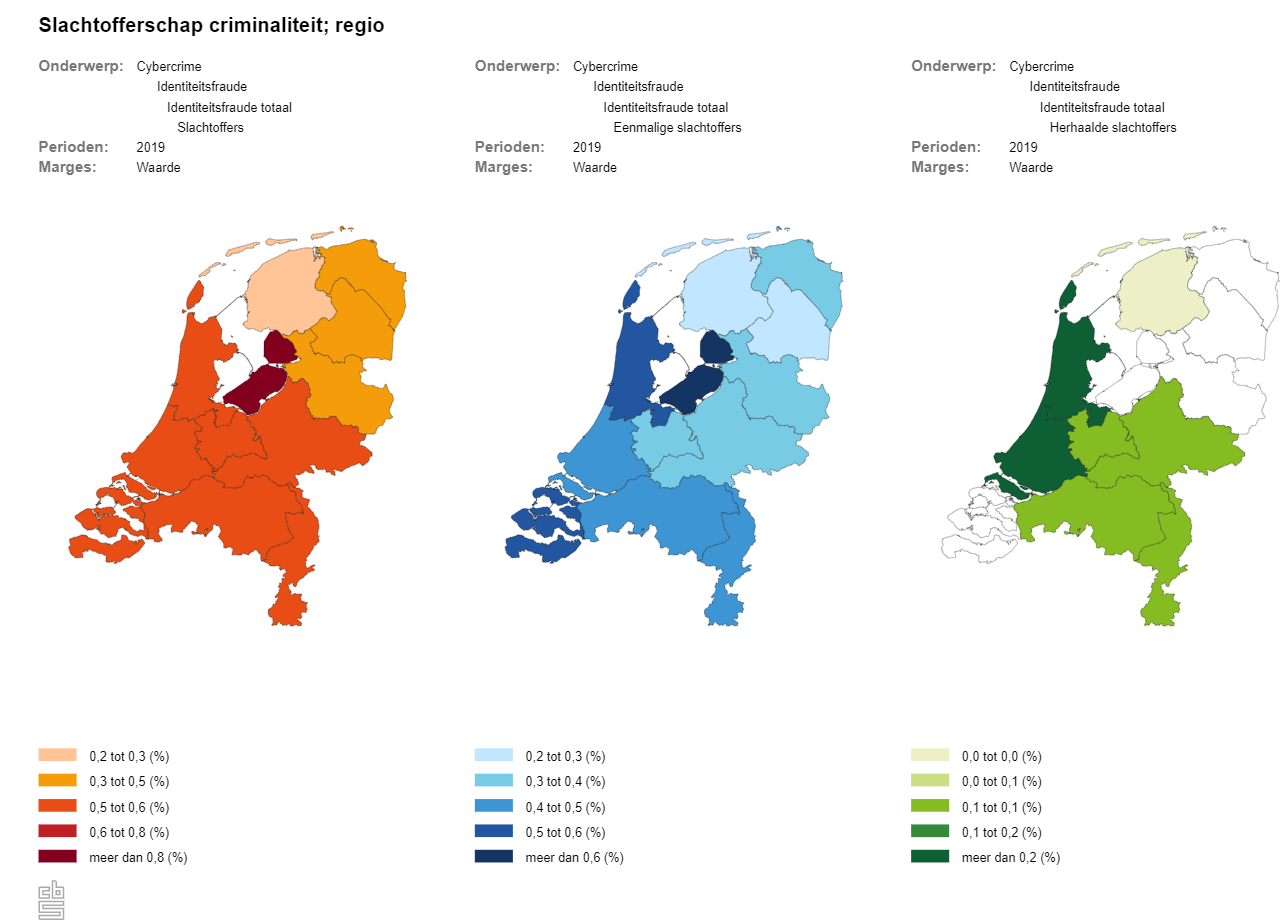 Slachtofferschap criminaliteit; regio
Onderwerp: Cybercrime
Identiteitsfraude
Identiteitsfraude totaal
Slachtoffers
Perioden: 2019
Marges: Waarde
Onderwerp: Cybercrime
Identiteitsfraude
Identiteitsfraude totaal
Eenmalige slachtoffers
Perioden: 2019
Marges: Waarde
Onderwerp: Cybercrime
Identiteitsfraude
Identiteitsfraude totaal
Herhaalde slachtoffers
Perioden: 2019
Marges: Waarde
0,2 tot 0,3 (%)
0,3 tot 0,5 (%)
0,5 tot 0,6 (%)
0,6 tot 0,8 (%)
meer dan 0,8 (%)
0,2 tot 0,3 (%)
0,3 tot 0,4 (%)
0,4 tot 0,5 (%)
0,5 tot 0,6 (%)
meer dan 0,6 (%)
0,0 tot 0,0 (%)
0,0 tot 0,1 (%)
0,1 tot 0,1 (%)
0,1 tot 0,2 (%)
meer dan 0,2 (%)
cbs